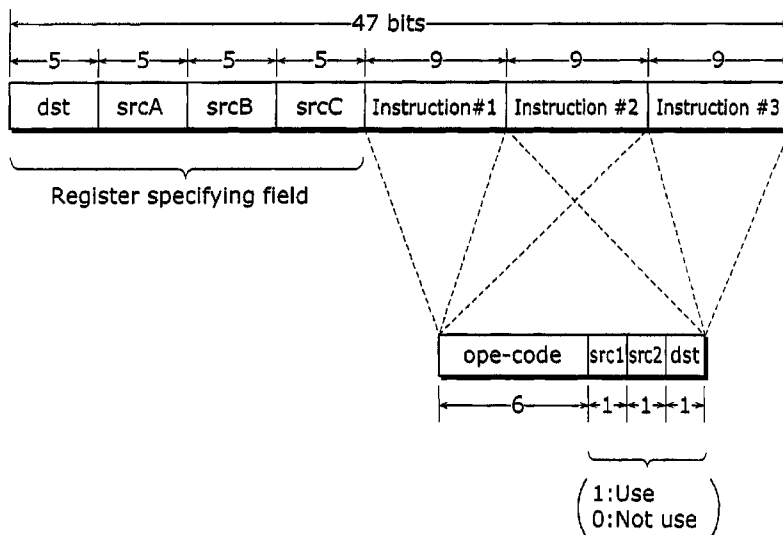 47 bits
5 5 5 5 9 9 9
dst srcA srcB srcC Instruction#1 Instruction #2 Instruction #3
Register specifying field
ope-code src1 src2 dst
6 1 1 1
1:Use
0:Not use